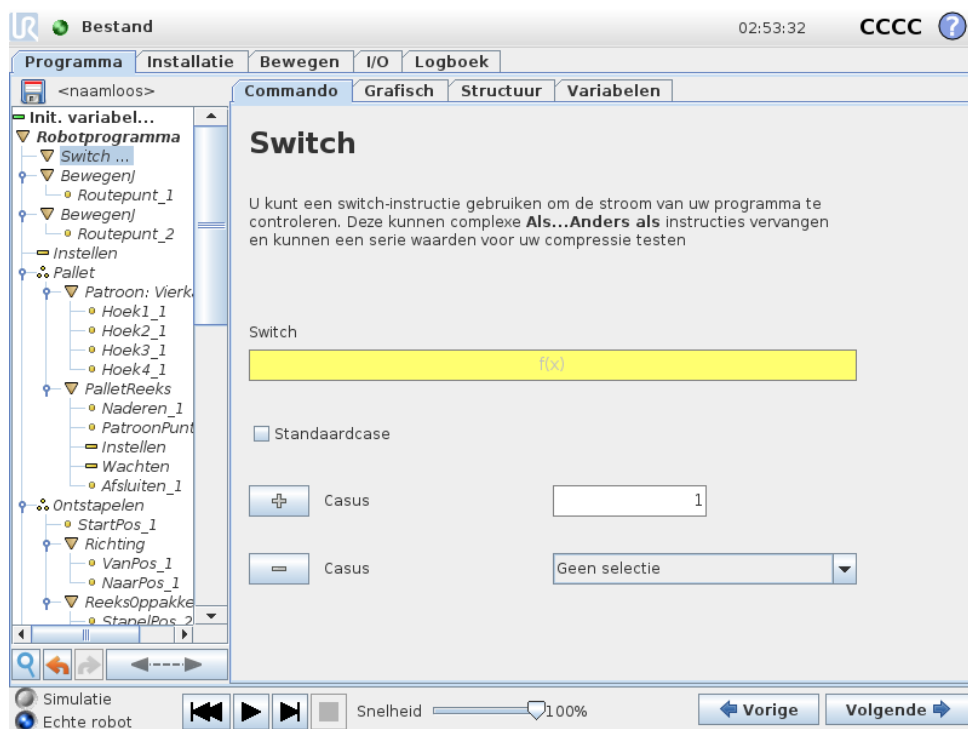 UR Bestand 02:53:32 CCCC ?
Programma Installatie Bewegen I/O Logboek
<naamloos>
Commando Grafisch Structuur Variabelen
Init. variabel...
Robotprogramma
Switch ...
BewegenJ
Routepunt_1
BewegenJ
Routepunt_2
Instellen
Pallet
Patroon: Vierk
Hoek1_1
Hoek2_1
Hoek3_1
Hoek4_1
PalletReeks
Naderen_1
PatroonPunt
Instellen
Wachten
Afsluiten_1
Ontstapelen
StartPos_1
Richting
VanPos_1
NaarPos_1
ReeksOppakke
StapelPos_2
Switch
U kunt een switch-instructie gebruiken om de stroom van uw programma te
controleren. Deze kunnen complexe Als...Anders als instructies vervangen
en kunnen een serie waarden voor uw compressie testen
Switch
f(x)
Standaardcase
Casus 1
Casus Geen selectie
Simulatie
Echte robot
Snelheid 100%
Vorige Volgende